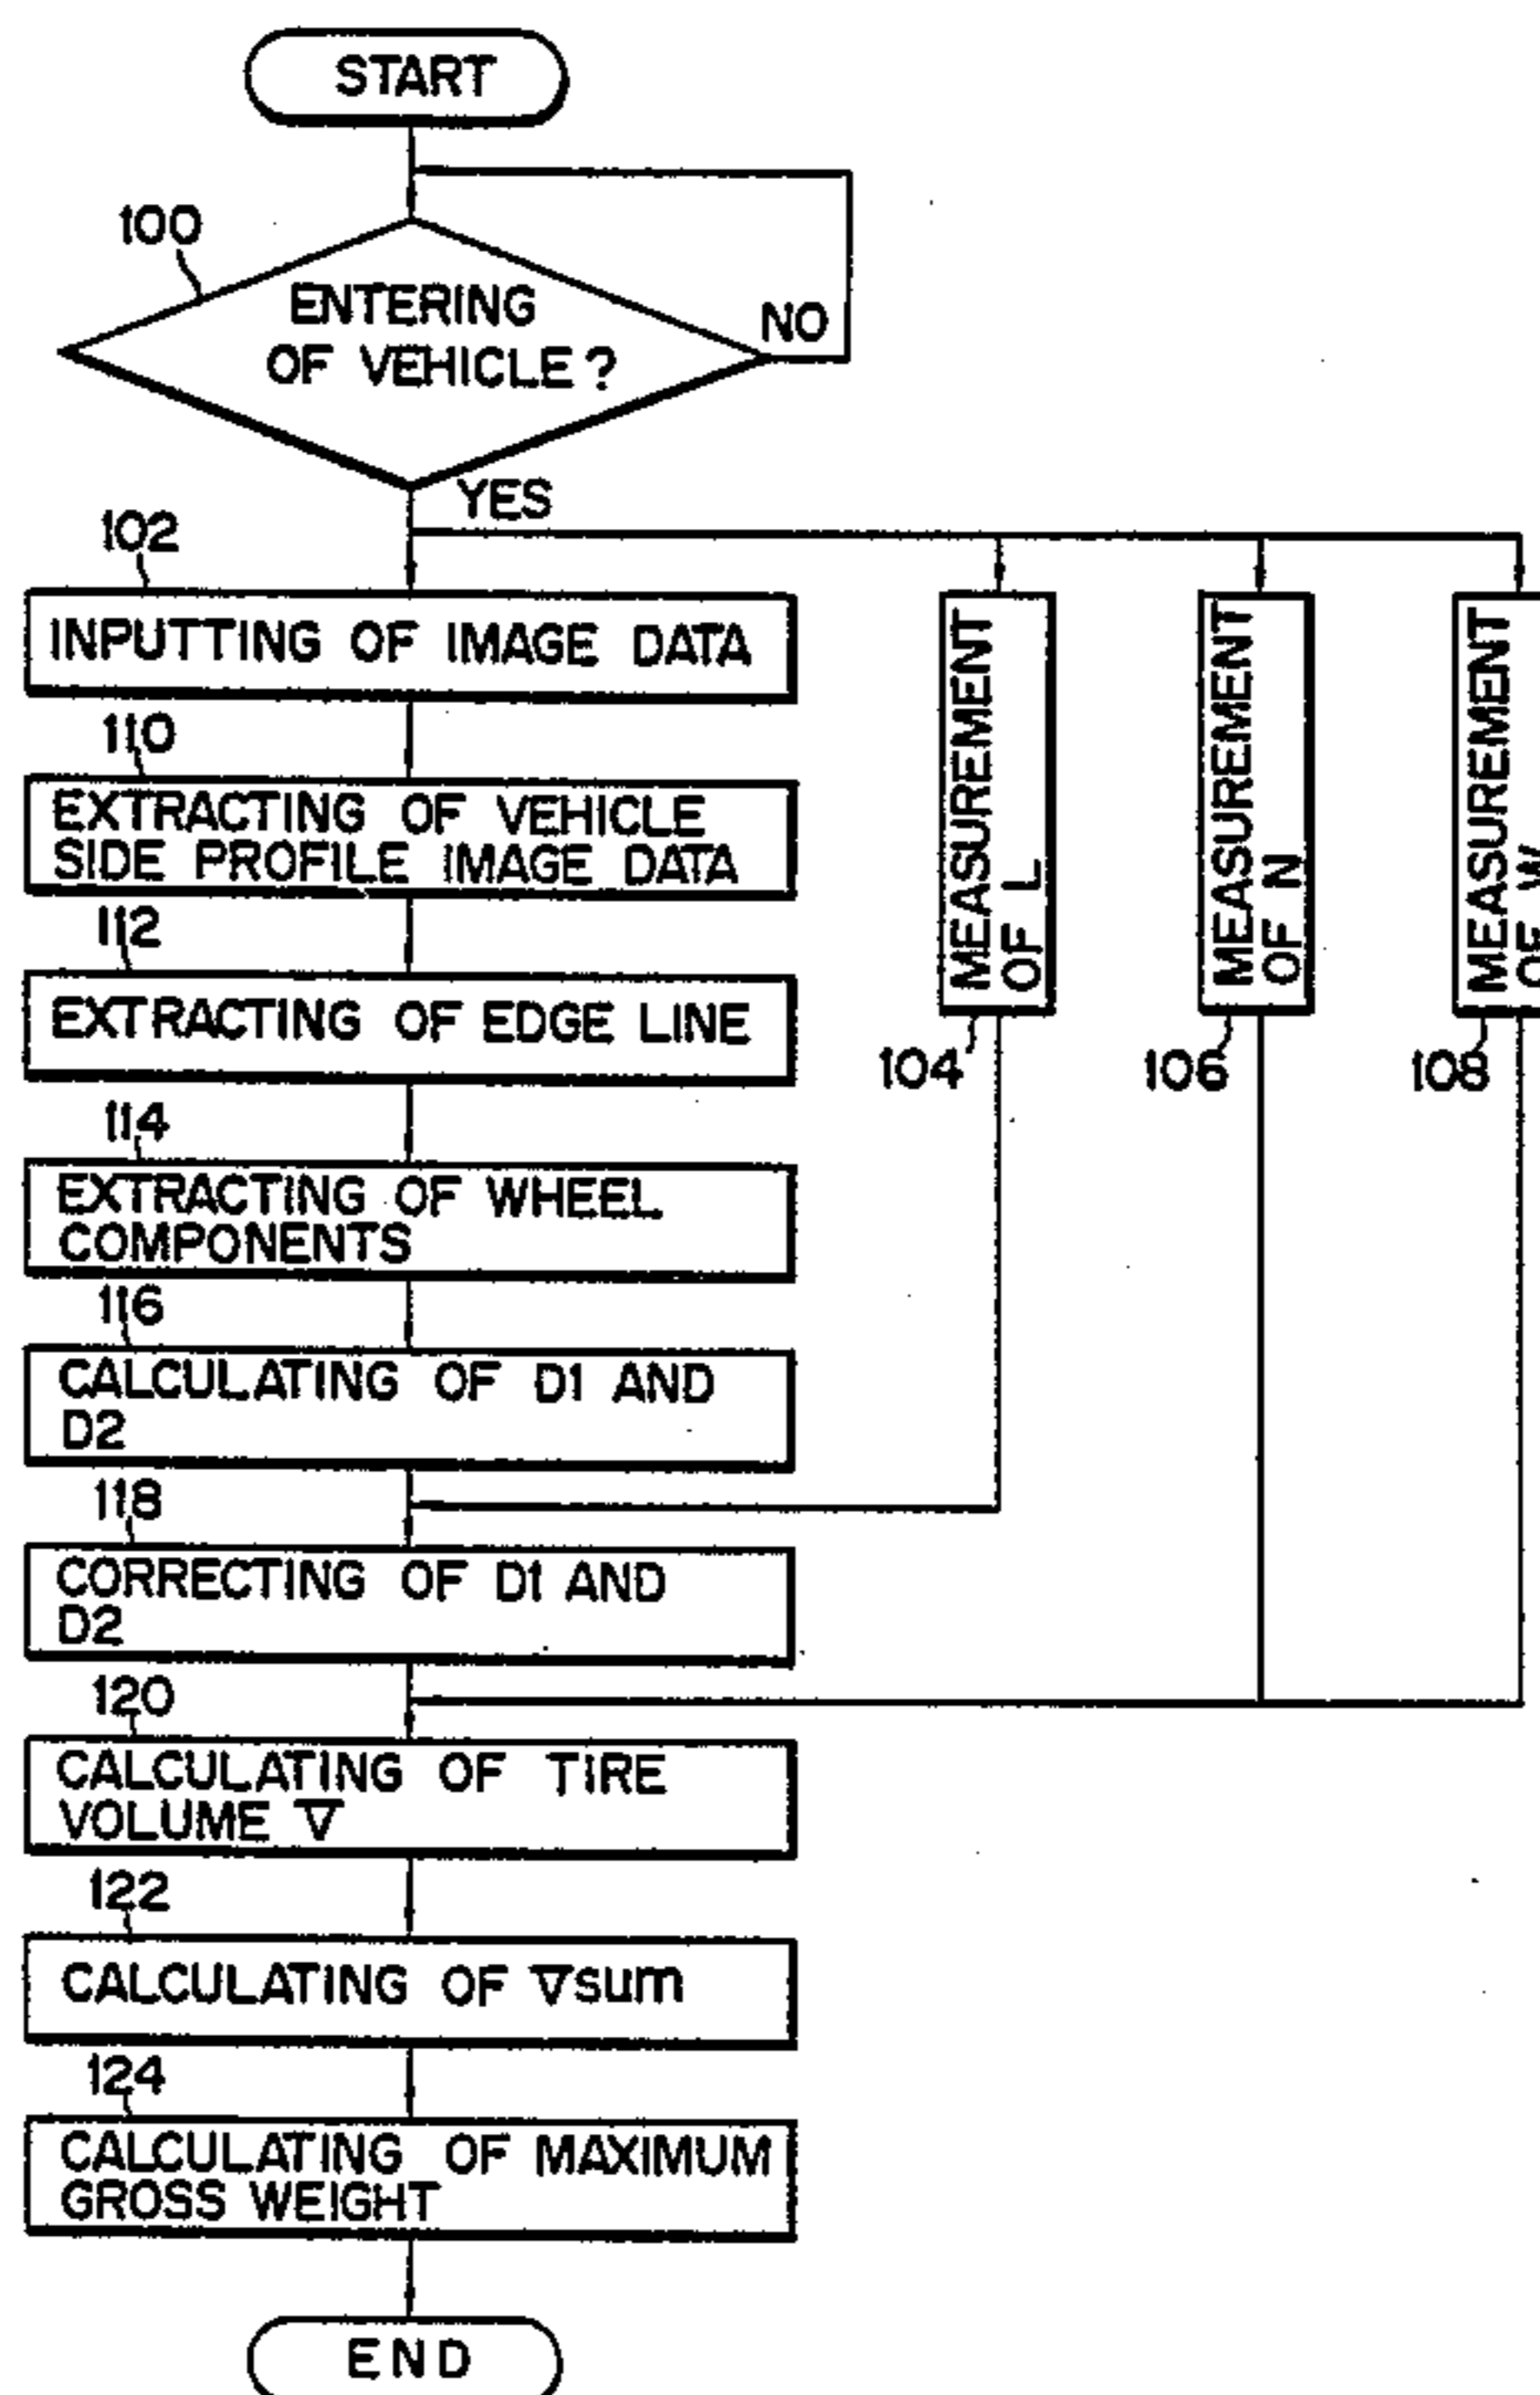 START
100
ENTERING
OF VEHICLE?
NO
YES
102
INPUTTING OF IMAGE DATA
MEASUREMENT
OF L
104
MEASUREMENT
OF N
106
MEASUREMENT
OF W
108
110
EXTRACTING OF VEHICLE
SIDE PROFILE IMAGE DATA
112
EXTRACTING OF EDGE LINE
114
EXTRACTING OF WHEEL
COMPONENTS
116
CALCULATING OF D1 AND
D2
118
CORRECTING OF D1 AND
D2
120
CALCULATING OF TIRE
VOLUME V
122
CALCULATING OF Vsum
124
CALCULATING OF MAXIMUM
GROSS WEIGHT
END